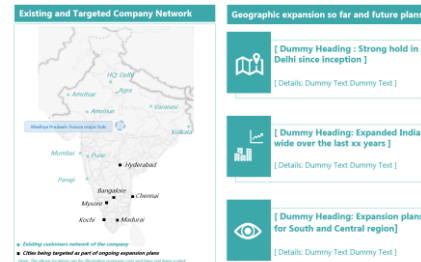 Existing and Targeted Company Network
HQ: Delhi
Amritsar
Agra
Amritsar
Varanasi
Madhya Pradesh: future major hub
Kolkata
Mumbai
Pune
Hyderabad
Panaji
Bangalore
Chennai
Mysore
Kochi
Madurai
Existing customers network of the company
Cities being targeted as part of ongoing expansion plans
Geographic expansion so far and future plans
[ Dummy Heading : Strong hold in
Delhi since inception ]
[ Details: Dummy Text Dummy Text ]
[ Dummy Heading: Expanded India
wide over the last xx years ]
[ Details: Dummy Text Dummy Text ]
[ Dummy Heading: Expansion plans
for South and Central region]
[ Details: Dummy Text Dummy Text ]